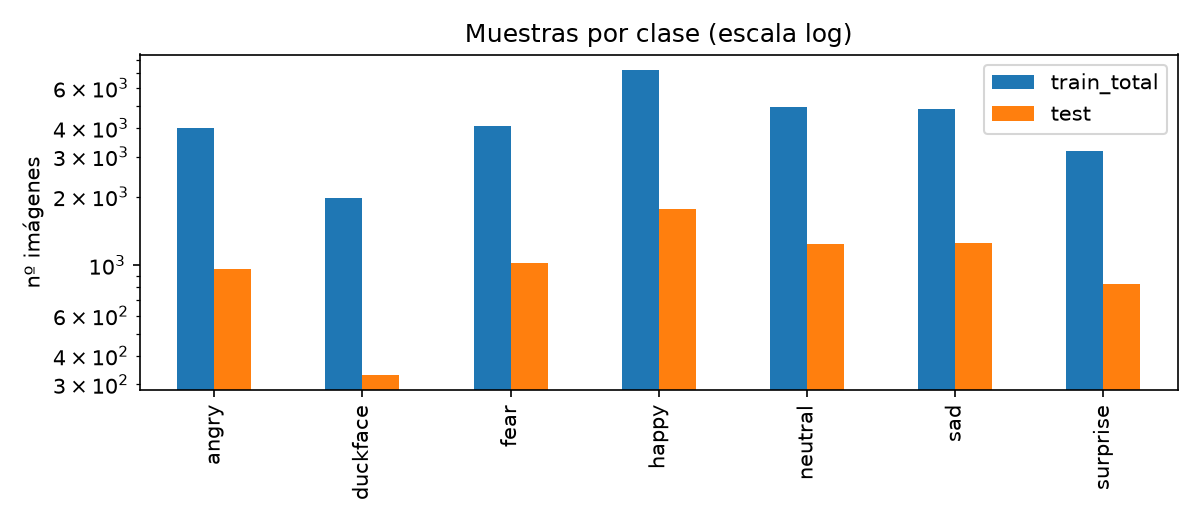 Muestras por clase (escala log)
train_total
test
nº imágenes
6 × 10³
4 × 10³
3 × 10³
2 × 10³
10³
6 × 10²
4 × 10²
3 × 10²
angry
duckface
fear
happy
neutral
sad
surprise